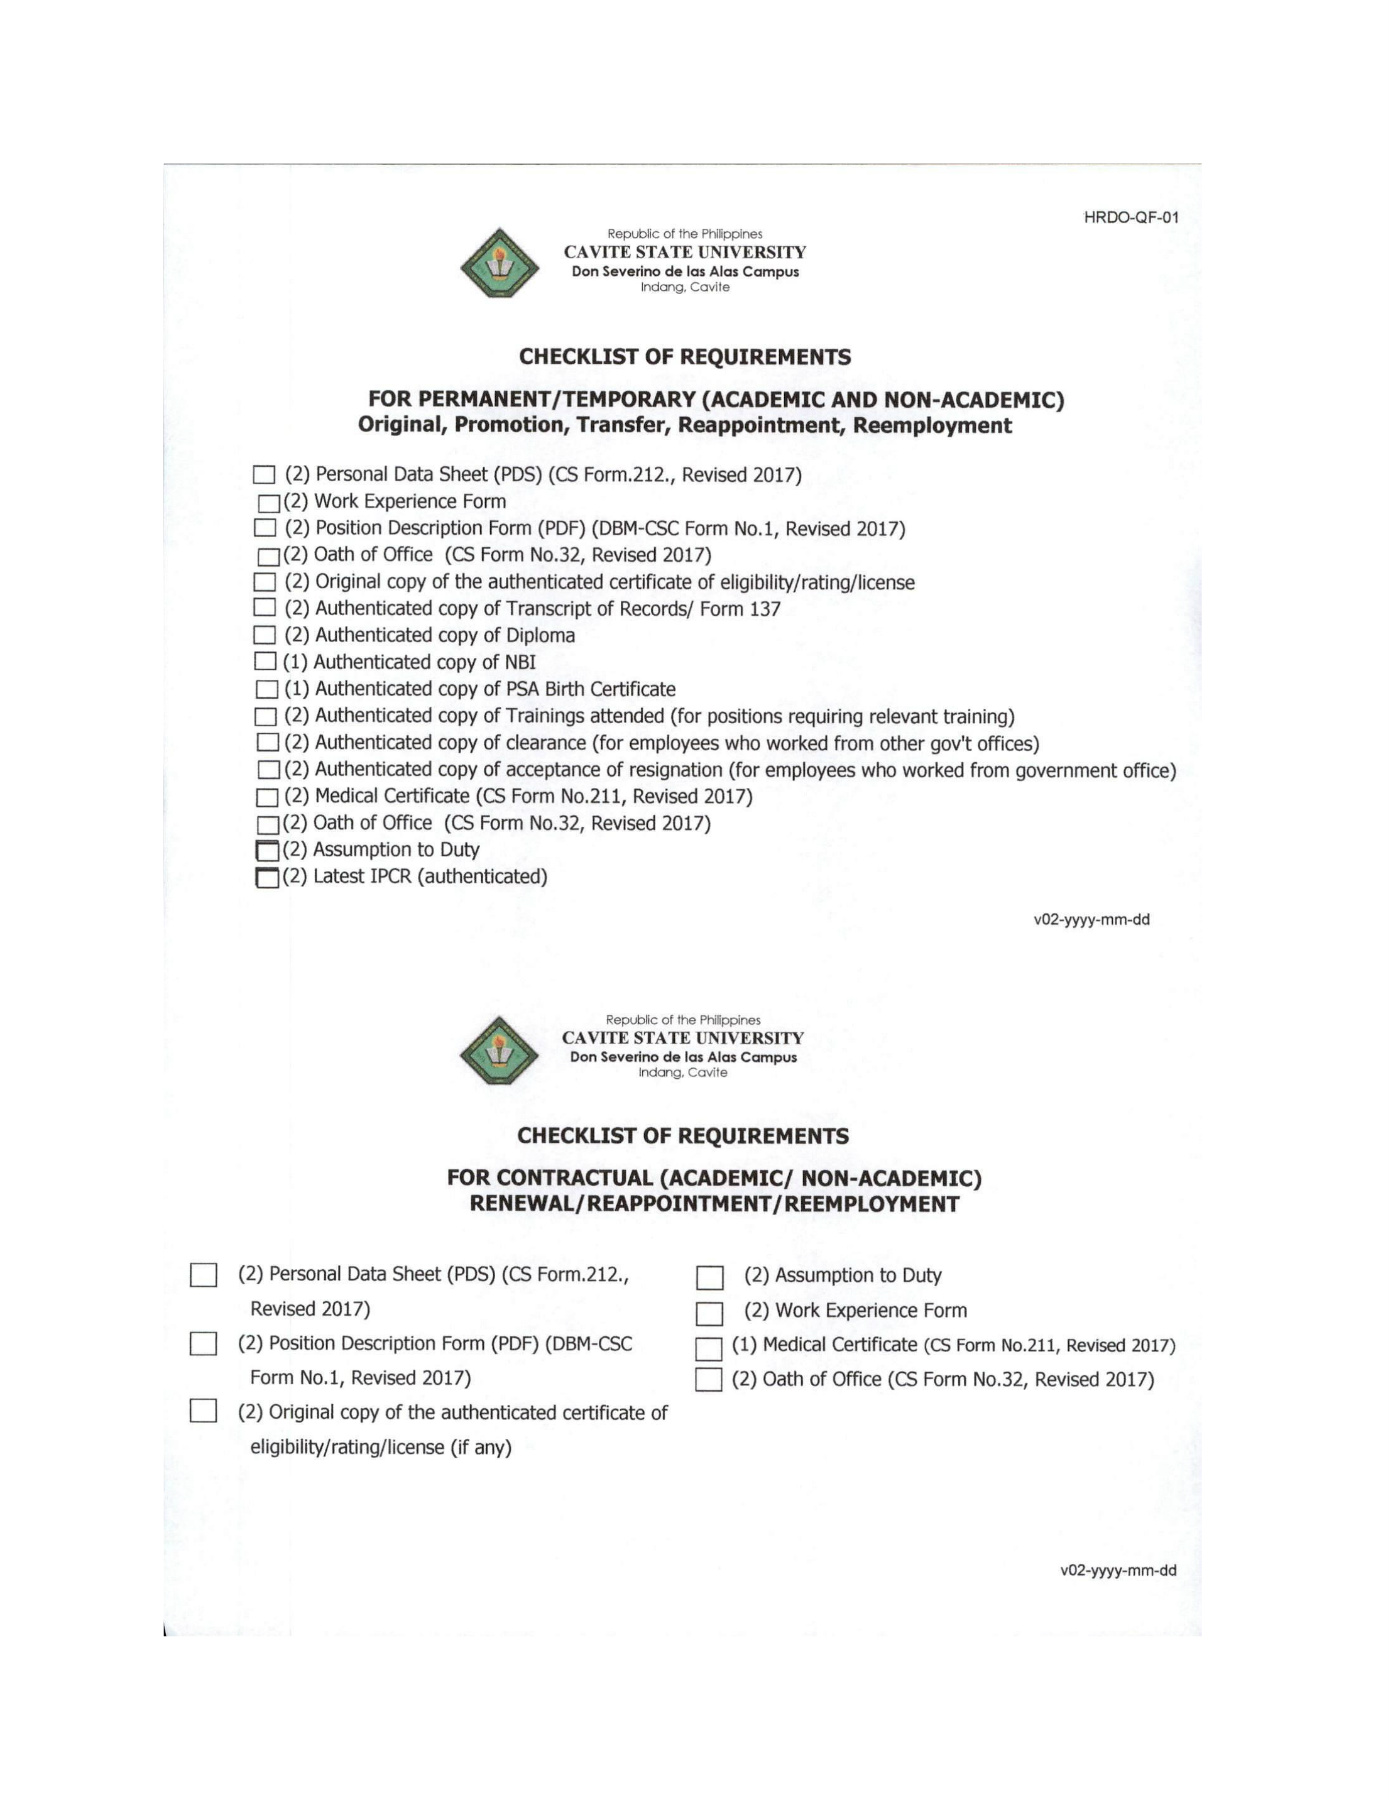 HRDO-QF-01
Republic of the Philippines
CAVITE STATE UNIVERSITY
Don Severino de las Alas Campus
Indang, Cavite
CHECKLIST OF REQUIREMENTS
FOR PERMANENT/TEMPORARY (ACADEMIC AND NON-ACADEMIC)
Original, Promotion, Transfer, Reappointment, Reemployment
(2) Personal Data Sheet (PDS) (CS Form.212., Revised 2017)
(2) Work Experience Form
(2) Position Description Form (PDF) (DBM-CSC Form No.1, Revised 2017)
(2) Oath of Office (CS Form No.32, Revised 2017)
(2) Original copy of the authenticated certificate of eligibility/rating/license
(2) Authenticated copy of Transcript of Records/ Form 137
(2) Authenticated copy of Diploma
(1) Authenticated copy of NBI
(1) Authenticated copy of PSA Birth Certificate
(2) Authenticated copy of Trainings attended (for positions requiring relevant training)
(2) Authenticated copy of clearance (for employees who worked from other gov't offices)
(2) Authenticated copy of acceptance of resignation (for employees who worked from government office)
(2) Medical Certificate (CS Form No.211, Revised 2017)
(2) Oath of Office (CS Form No.32, Revised 2017)
(2) Assumption to Duty
(2) Latest IPCR (authenticated)
v02-yyyy-mm-dd
Republic of the Philippines
CAVITE STATE UNIVERSITY
Don Severino de las Alas Campus
Indang, Cavite
CHECKLIST OF REQUIREMENTS
FOR CONTRACTUAL (ACADEMIC/ NON-ACADEMIC)
RENEWAL/REAPPOINTMENT/REEMPLOYMENT
(2) Personal Data Sheet (PDS) (CS Form.212.,
Revised 2017)
(2) Position Description Form (PDF) (DBM-CSC
Form No.1, Revised 2017)
(2) Original copy of the authenticated certificate of
eligibility/rating/license (if any)
(2) Assumption to Duty
(2) Work Experience Form
(1) Medical Certificate (CS Form No.211, Revised 2017)
(2) Oath of Office (CS Form No.32, Revised 2017)
v02-yyyy-mm-dd